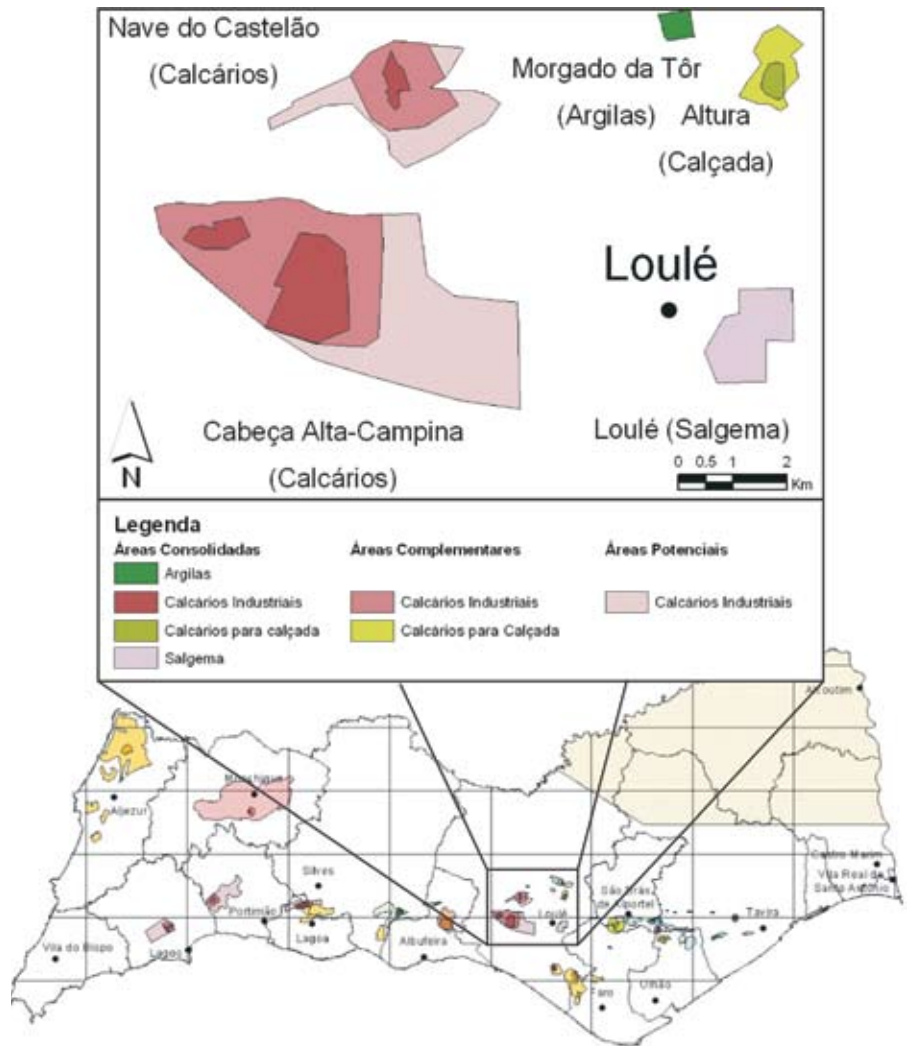 Nave do Castelão
(Calcários)
Morgado da Tôr
(Argilas)
Altura
(Calçada)
Loulé
Cabeça Alta-Campina
(Calcários)
Loulé (Salgema)
N
0 0.5 1 2
Km
Legenda
Áreas Consolidadas
Argilas
Calcários Industriais
Calcários para calçada
Salgema
Áreas Complementares
Calcários Industriais
Calcários para Calçada
Áreas Potenciais
Calcários Industriais
Alcoutim
Aljezur
Monchique
Silves
Castro Marim
Vila Real de
Santo António
São Brás
de Alportel
Loulé
Tavira
Portimão
Lagoa
Albufeira
Vila do Bispo
Lagos
Faro
Olhão